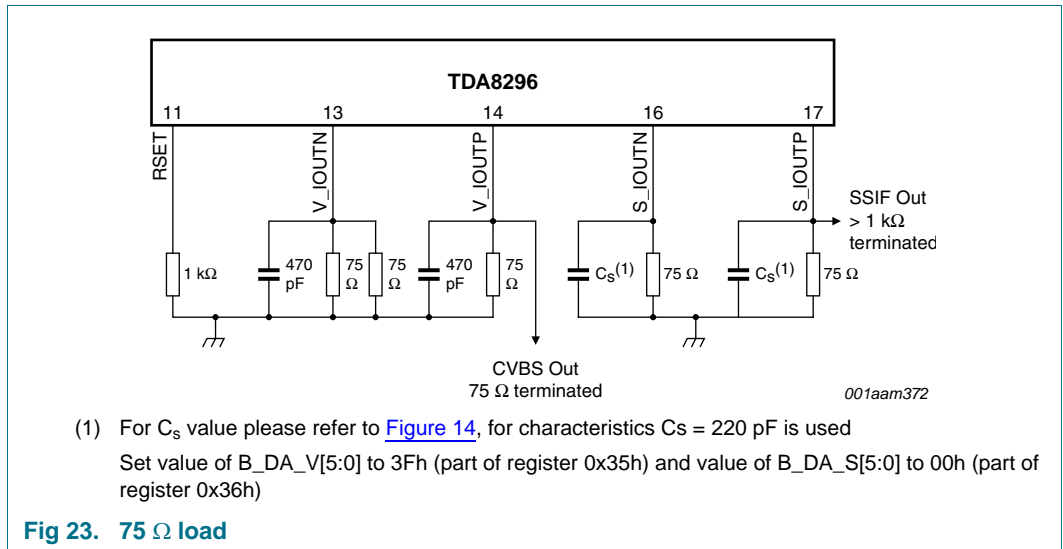 TDA8296
11 13 14 16 17
RSET
V_IOUTN
V_IOUTP
S_IOUTN
S_IOUTP
SSIF Out
> 1 kΩ
terminated
1 kΩ
470
pF
75
Ω
75
Ω
470
pF
75
Ω
Cs(1)
75 Ω
Cs(1)
75 Ω
CVBS Out
75 Ω terminated
001aam372
(1) For Cs value please refer to Figure 14, for characteristics Cs = 220 pF is used
Set value of B_DA_V[5:0] to 3Fh (part of register 0x35h) and value of B_DA_S[5:0] to 00h (part of
register 0x36h)
Fig 23. 75 Ω load